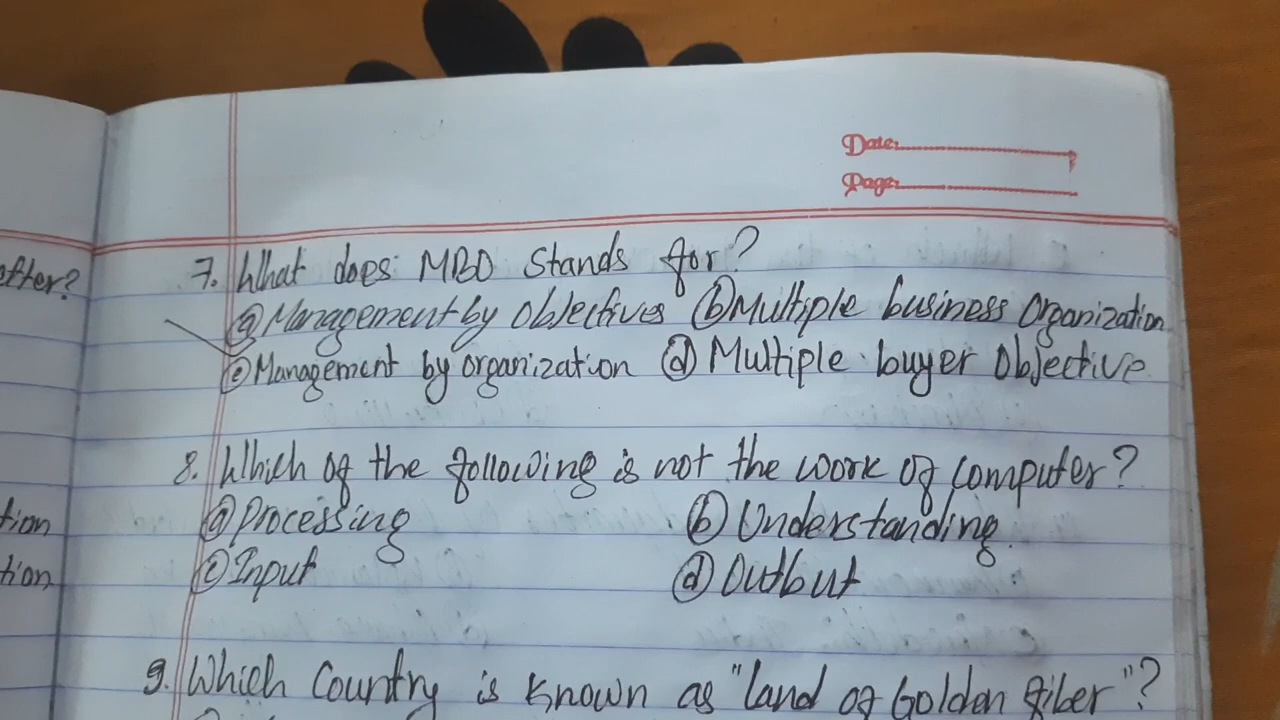 Date:
Page:
after?
7. What does MBO Stands for?
(a) Management by Objectives (b) Multiple business Organization
(c) Management by organization (d) Multiple buyer Objective
8. Which of the following is not the work of computer?
tion
(a) Processing (b) Understanding
tion
(c) Input (d) Output
9. Which Country is known as "land of Golden fiber"?